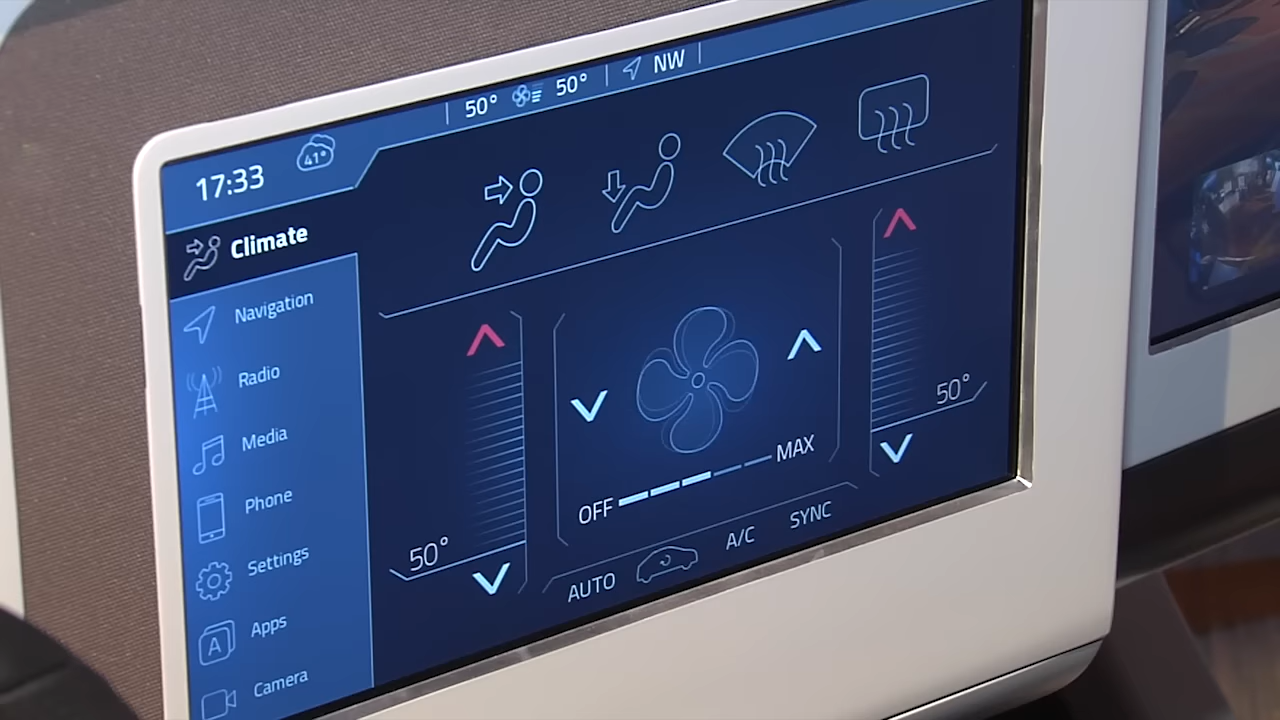 50° 50° NW
17:33 41°
Climate
Navigation
Radio
Media
Phone
Settings
A Apps
Camera
50°
OFF MAX
50°
AUTO A/C SYNC